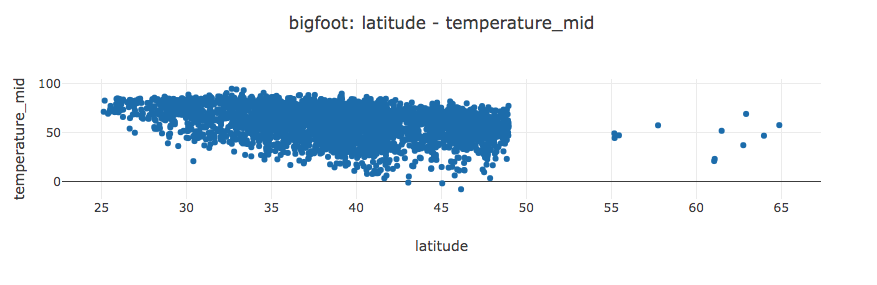 bigfoot: latitude - temperature_mid
temperature_mid
100
50
0
25 30 35 40 45 50 55 60 65
latitude